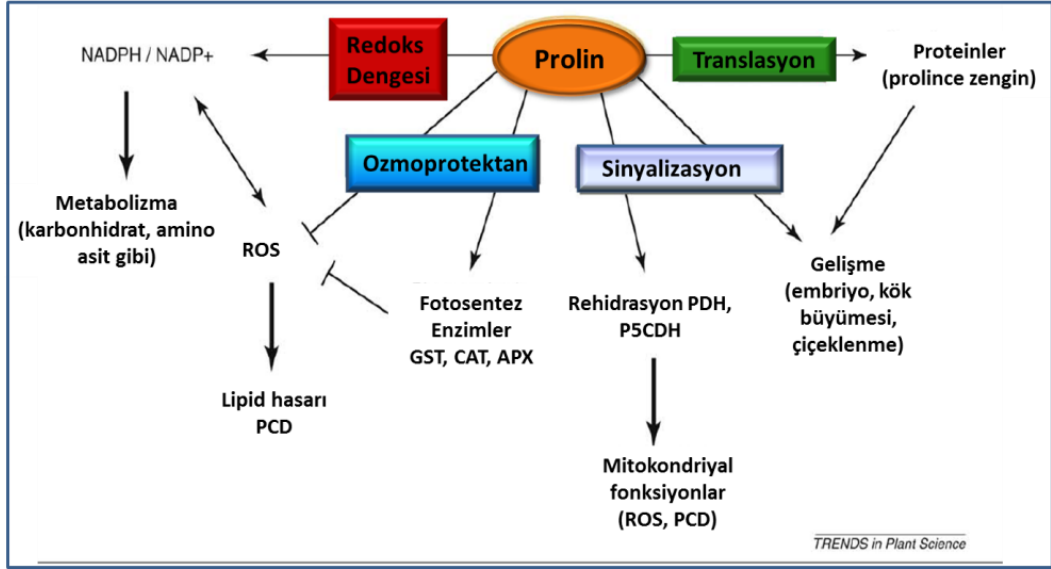 NADPH / NADP+
Redoks
Dengesi
Prolin
Translasyon
Proteinler
(prolince zengin)
Ozmoprotektan
Sinyalizasyon
Metabolizma
(karbonhidrat, amino
asit gibi)
ROS
Gelişme
(embriyo, kök
büyümesi,
çiçeklenme)
Fotosentez
Enzimler
GST, CAT, APX
Rehidrasyon PDH,
P5CDH
Lipid hasarı
PCD
Mitokondriyal
fonksiyonlar
(ROS, PCD)
TRENDS in Plant Science